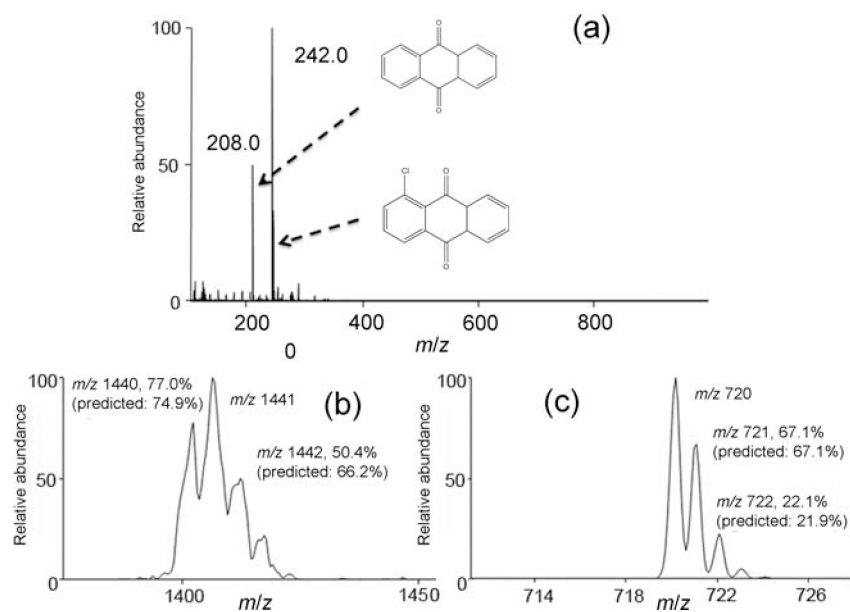 100
242.0
(a)
O
O
208.0
50
Cl
O
O
Relative abundance
0
200
400
600
800
0
m/z
100
m/z 1440, 77.0%
(predicted: 74.9%)
m/z 1441
(b)
m/z 1442, 50.4%
(predicted: 66.2%)
50
Relative abundance
0
1400
1450
m/z
100
(c)
m/z 720
m/z 721, 67.1%
(predicted: 67.1%)
m/z 722, 22.1%
(predicted: 21.9%)
50
Relative abundance
0
714
718
722
726
m/z